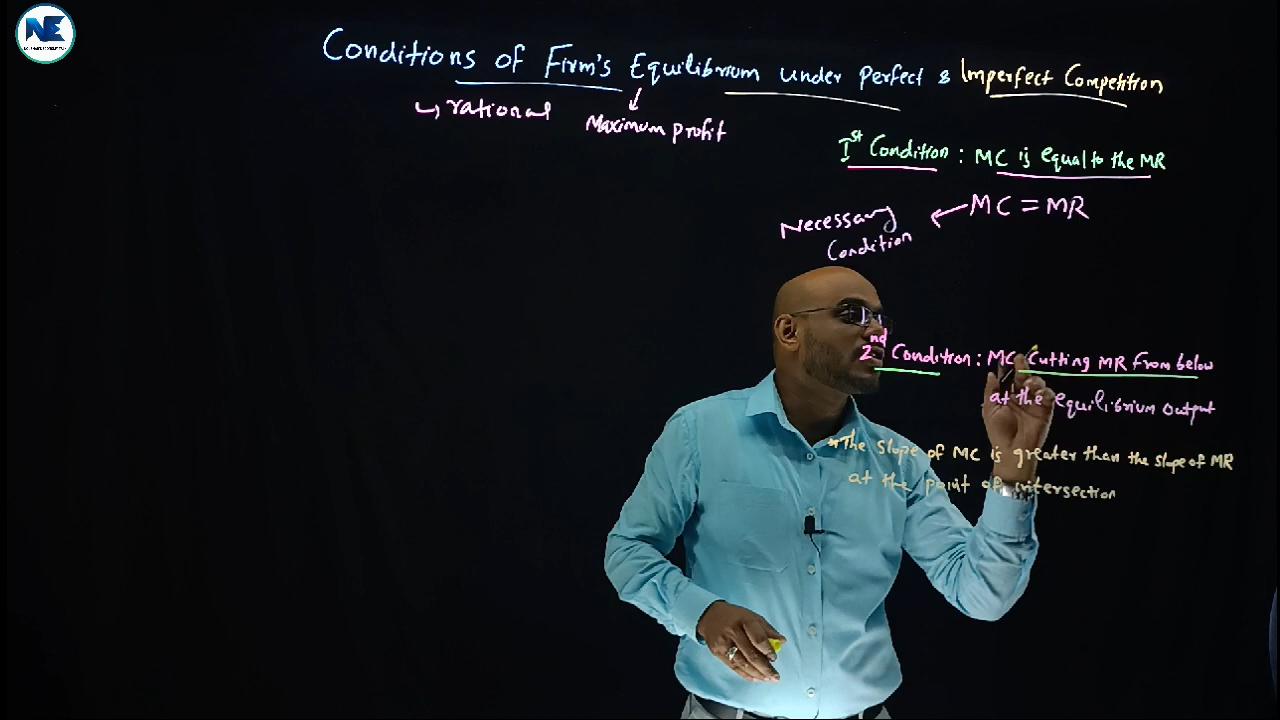 NE
Conditions of Firm's Equilibrium under perfect & Imperfect Competition
↳ rational
Maximum profit
Ist Condition : MC is equal to the MR
MC = MR
Necessary
Condition
2nd Condition : MC Cutting MR from below
at the equilibrium output
*The slope of MC is greater than the slope of MR
at the point of intersection